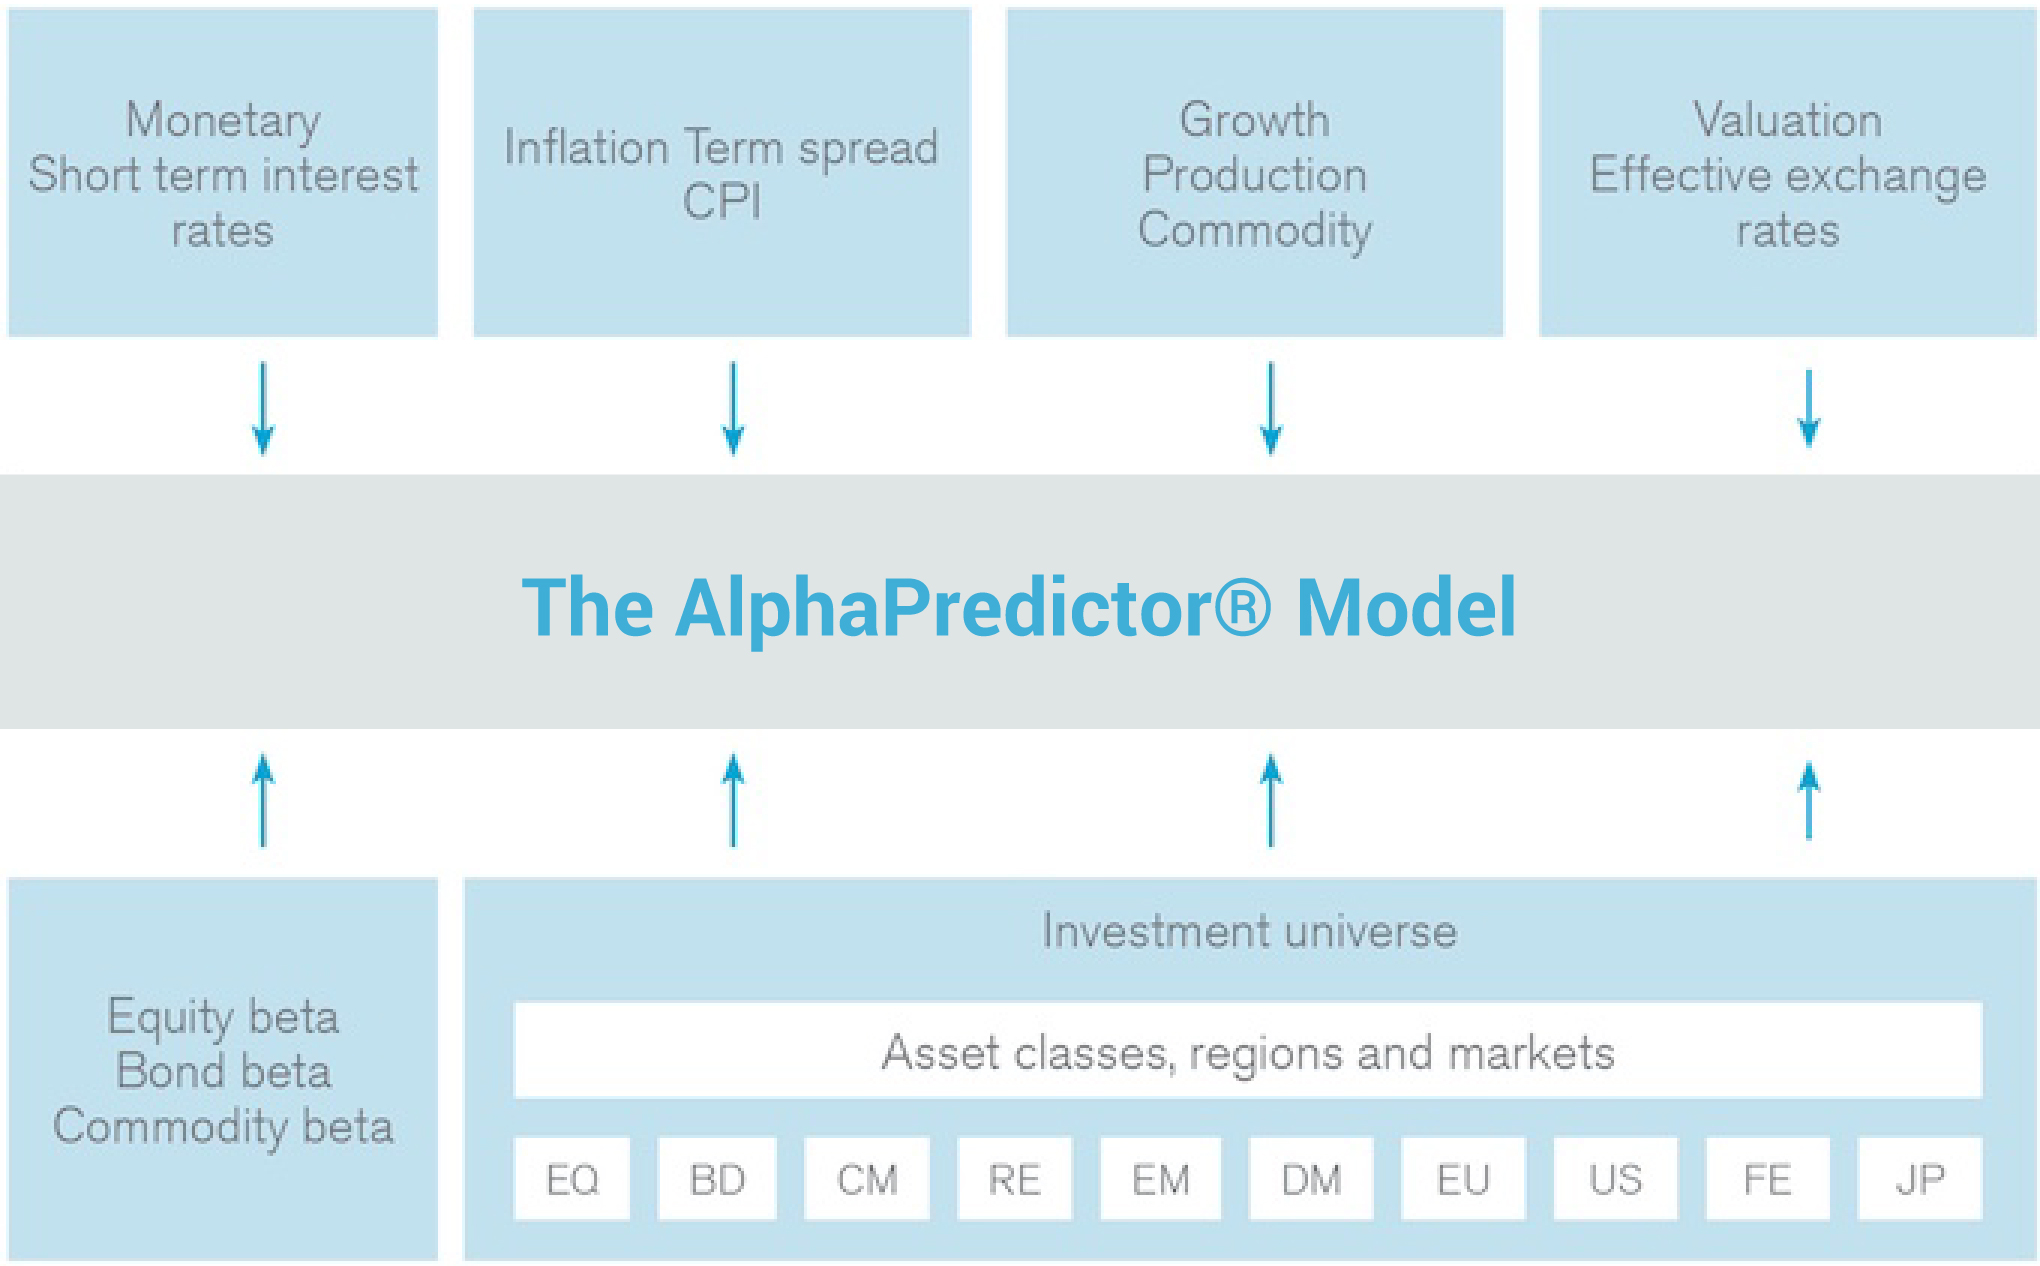 Monetary
Short term interest
rates
Inflation Term spread
CPI
Growth
Production
Commodity
Valuation
Effective exchange
rates
The AlphaPredictor® Model
Equity beta
Bond beta
Commodity beta
Investment universe
Asset classes, regions and markets
EQ BD CM RE EM DM EU US FE JP